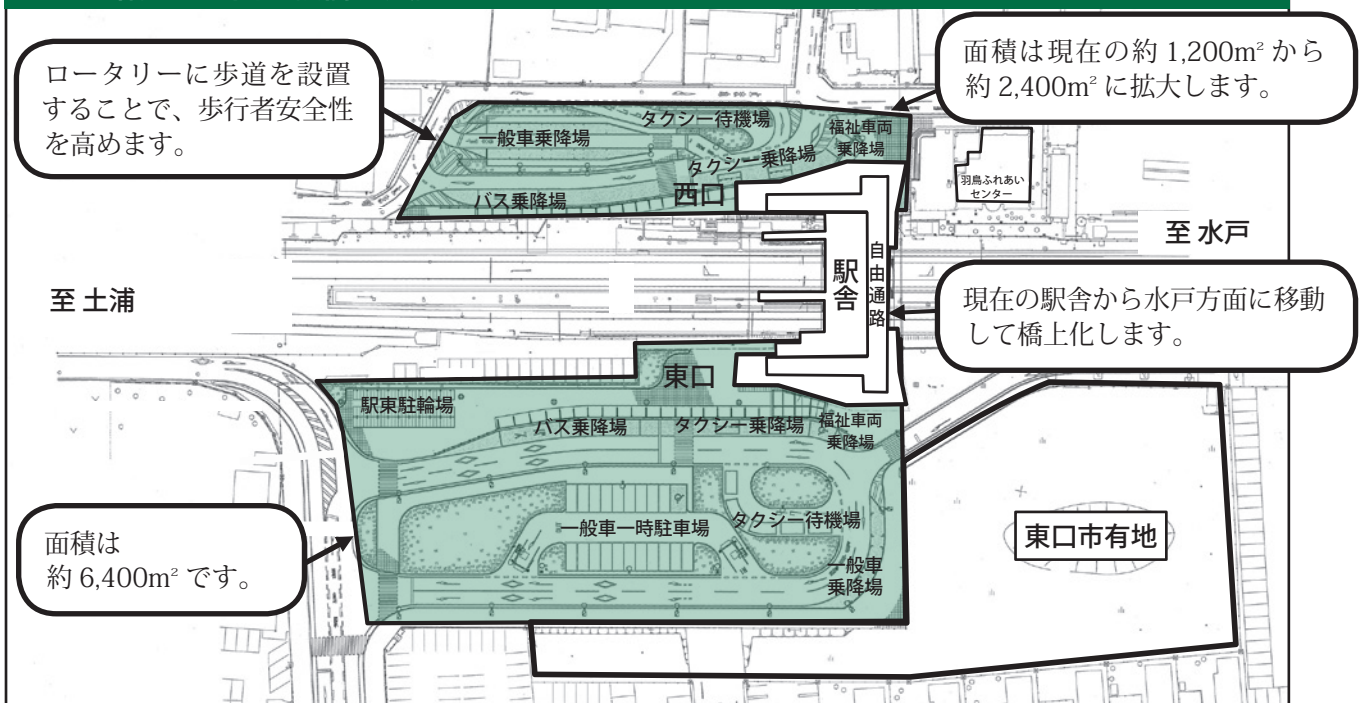 ロータリーに歩道を設置
することで、歩行者安全性
を高めます。
面積は現在の約 1,200m² から
約 2,400m² に拡大します。
タクシー待機場
一般車乗降場
福祉車両
乗降場
タクシー乗降場
バス乗降場
西口
羽鳥ふれあい
センター
至 水戸
至 土浦
駅舎
自由通路
現在の駅舎から水戸方面に移動
して橋上化します。
東口
駅東駐輪場
バス乗降場
タクシー乗降場
福祉車両
乗降場
一般車一時駐車場
タクシー待機場
一般車
乗降場
東口市有地
面積は
約 6,400m² です。